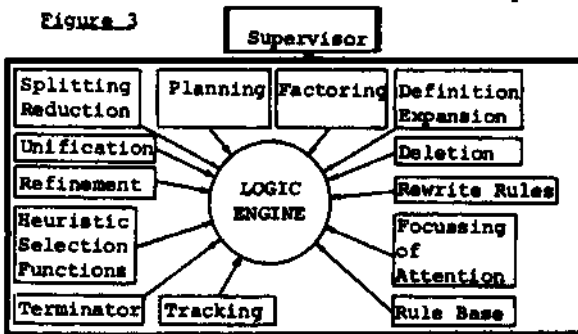 Figure 3
Supervisor
Splitting
Reduction
Planning
Factoring
Definition
Expansion
Unification
Deletion
Refinement
LOGIC
ENGINE
Rewrite Rules
Heuristic
Selection
Functions
Focussing
of
Attention
Terminator
Tracking
Rule Base